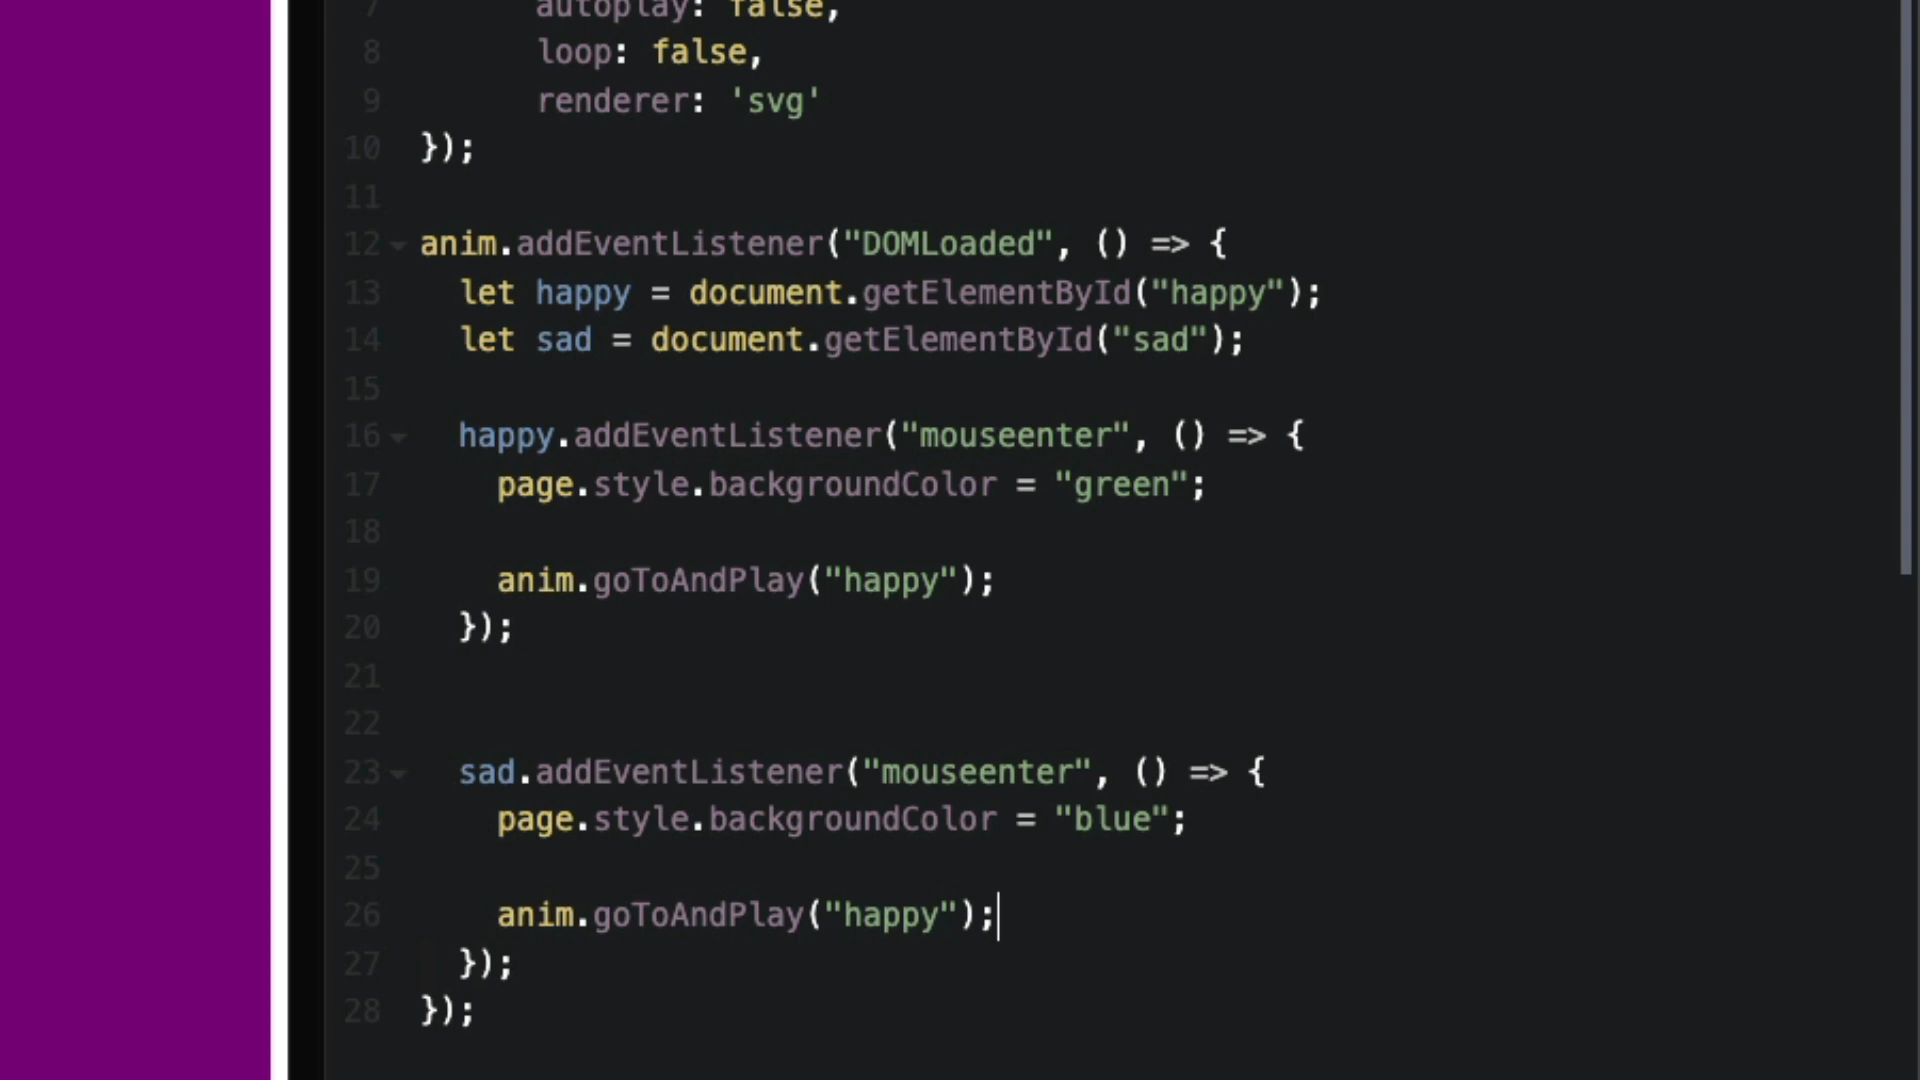 7 autoplay: false,
8 loop: false,
9 renderer: 'svg'
10 });
11
12 anim.addEventListener("DOMLoaded", () => {
13 let happy = document.getElementById("happy");
14 let sad = document.getElementById("sad");
15
16 happy.addEventListener("mouseenter", () => {
17 page.style.backgroundColor = "green";
18
19 anim.goToAndPlay("happy");
20 });
21
22
23 sad.addEventListener("mouseenter", () => {
24 page.style.backgroundColor = "blue";
25
26 anim.goToAndPlay("happy");
27 });
28 });